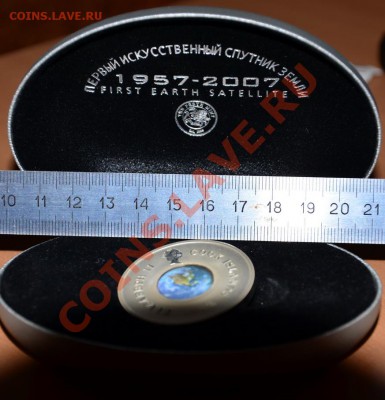 COINS.LAVE.RU
ПЕРВЫЙ ИСКУССТВЕННЫЙ СПУТНИК ЗЕМЛИ
1957-2007
FIRST EARTH SATELLITE
10 11 12 13 14 15 16 17 18 19 20 21
COINS.LAVE.RU